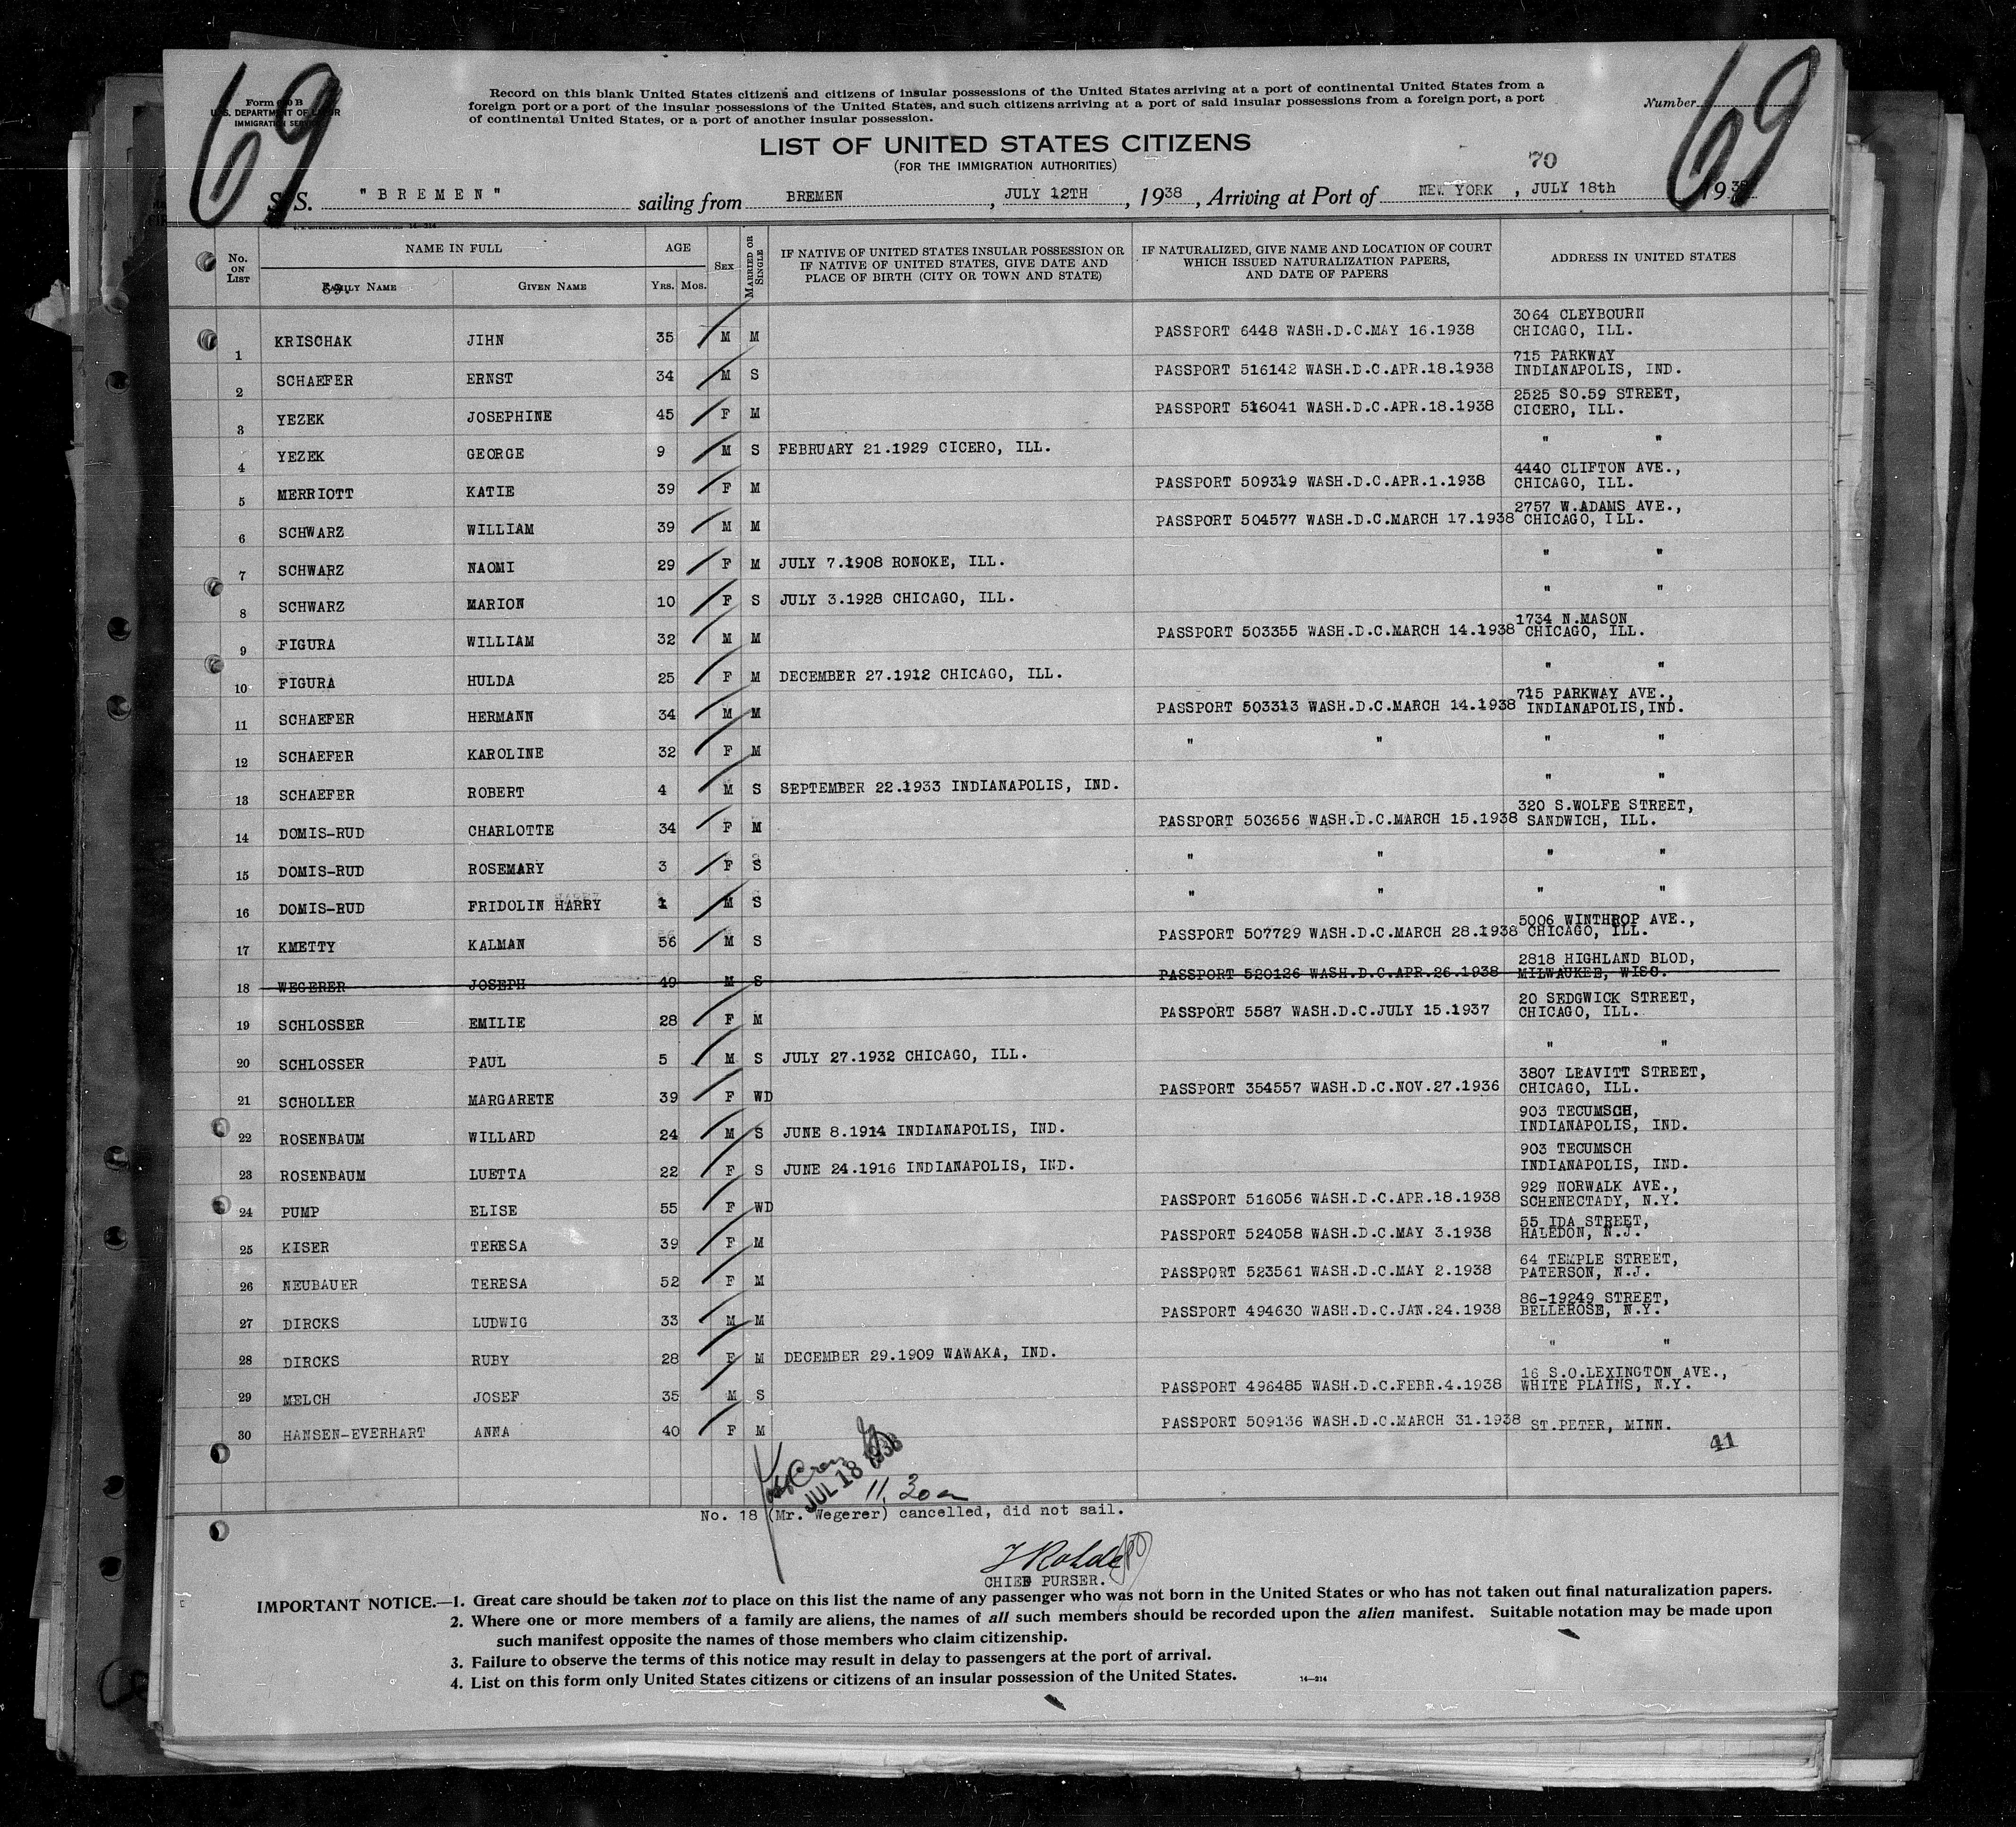 69
69
Form 630 B
U. S. DEPARTMENT OF LABOR
IMMIGRATION SERVICE
Record on this blank United States citizens and citizens of insular possessions of the United States arriving at a port of continental United States from a
foreign port or a port of the insular possessions of the United States, and such citizens arriving at a port of said insular possessions from a foreign port, a port
of continental United States, or a port of another insular possession.
Number
LIST OF UNITED STATES CITIZENS
(FOR THE IMMIGRATION AUTHORITIES)
70
S. S. "BREMEN" sailing from BREMEN, JULY 12TH, 1938, Arriving at Port of NEW YORK, JULY 18th 1938
14—214
No. ON LIST
NAME IN FULL
FAMILY NAME
69.
GIVEN NAME
AGE
YRS. MOS.
SEX
MARRIED OR SINGLE
IF NATIVE OF UNITED STATES INSULAR POSSESSION OR
IF NATIVE OF UNITED STATES, GIVE DATE AND
PLACE OF BIRTH (CITY OR TOWN AND STATE)
IF NATURALIZED, GIVE NAME AND LOCATION OF COURT
WHICH ISSUED NATURALIZATION PAPERS,
AND DATE OF PAPERS
ADDRESS IN UNITED STATES
1 KRISCHAK JIHN 35 M M PASSPORT 6448 WASH.D.C.MAY 16.1938 3064 CLEYBOURN CHICAGO, ILL.
2 SCHAEFER ERNST 34 M S PASSPORT 516142 WASH.D.C.APR.18.1938 715 PARKWAY INDIANAPOLIS, IND.
3 YEZEK JOSEPHINE 45 F M PASSPORT 516041 WASH.D.C.APR.18.1938 2525 SO.59 STREET, CICERO, ILL.
4 YEZEK GEORGE 9 M S FEBRUARY 21.1929 CICERO, ILL. " "
5 MERRIOTT KATIE 39 F M PASSPORT 509319 WASH.D.C.APR.1.1938 4440 CLIFTON AVE., CHICAGO, ILL.
6 SCHWARZ WILLIAM 39 M M PASSPORT 504577 WASH.D.C.MARCH 17.1938 2757 W.ADAMS AVE., CHICAGO, ILL.
7 SCHWARZ NAOMI 29 F M JULY 7.1908 RONOKE, ILL. " "
8 SCHWARZ MARION 10 F S JULY 3.1928 CHICAGO, ILL. " "
9 FIGURA WILLIAM 32 M M PASSPORT 503355 WASH.D.C.MARCH 14.1938 1734 N.MASON CHICAGO, ILL.
10 FIGURA HULDA 25 F M DECEMBER 27.1912 CHICAGO, ILL. " "
11 SCHAEFER HERMANN 34 M M PASSPORT 503313 WASH.D.C.MARCH 14.1938 715 PARKWAY AVE., INDIANAPOLIS,IND.
12 SCHAEFER KAROLINE 32 F M " " " "
13 SCHAEFER ROBERT 4 M S SEPTEMBER 22.1933 INDIANAPOLIS, IND. " "
14 DOMIS-RUD CHARLOTTE 34 F M PASSPORT 503656 WASH.D.C.MARCH 15.1938 320 S.WOLFE STREET, SANDWICH, ILL.
15 DOMIS-RUD ROSEMARY 3 F S " " " "
16 DOMIS-RUD FRIDOLIN HARRY 1 M S " " " "
17 KMETTY KALMAN 56 M S PASSPORT 507729 WASH.D.C.MARCH 28.1938 5006 WINTHROP AVE., CHICAGO, ILL.
18 WEGERER JOSEPH 49 M S PASSPORT 520126 WASH.D.C.APR.26.1938 2818 HIGHLAND BLOD, MILWAUKEE, WISC.
19 SCHLOSSER EMILIE 28 F M PASSPORT 5587 WASH.D.C.JULY 15.1937 20 SEDGWICK STREET, CHICAGO, ILL.
20 SCHLOSSER PAUL 5 M S JULY 27.1932 CHICAGO, ILL. " "
21 SCHOLLER MARGARETE 39 F WD PASSPORT 354557 WASH.D.C.NOV.27.1936 3807 LEAVITT STREET, CHICAGO, ILL.
22 ROSENBAUM WILLARD 24 M S JUNE 8.1914 INDIANAPOLIS, IND. 903 TECUMSCH, INDIANAPOLIS, IND.
23 ROSENBAUM LUETTA 22 F S JUNE 24.1916 INDIANAPOLIS, IND. 903 TECUMSCH INDIANAPOLIS, IND.
24 PUMP ELISE 55 F WD PASSPORT 516056 WASH.D.C.APR.18.1938 929 NORWALK AVE., SCHENECTADY, N.Y.
25 KISER TERESA 39 F M PASSPORT 524058 WASH.D.C.MAY 3.1938 55 IDA STREET, HALEDON, N.J.
26 NEUBAUER TERESA 52 F M PASSPORT 523561 WASH.D.C.MAY 2.1938 64 TEMPLE STREET, PATERSON, N.J.
27 DIRCKS LUDWIG 33 M M PASSPORT 494630 WASH.D.C.JAN.24.1938 86-19249 STREET, BELLEROSE, N.Y.
28 DIRCKS RUBY 28 F M DECEMBER 29.1909 WAWAKA, IND. " "
29 MELCH JOSEF 35 M S PASSPORT 496485 WASH.D.C.FEBR.4.1938 16 S.O.LEXINGTON AVE., WHITE PLAINS, N.Y.
30 HANSEN-EVERHART ANNA 40 F M PASSPORT 509136 WASH.D.C.MARCH 31.1938 ST.PETER, MINN.
41
JUL 18 1938
11.30a
No. 18 (Mr. Wegerer) cancelled, did not sail.
CHIEF PURSER.
IMPORTANT NOTICE.—1. Great care should be taken not to place on this list the name of any passenger who was not born in the United States or who has not taken out final naturalization papers.
2. Where one or more members of a family are aliens, the names of all such members should be recorded upon the alien manifest. Suitable notation may be made upon
such manifest opposite the names of those members who claim citizenship.
3. Failure to observe the terms of this notice may result in delay to passengers at the port of arrival.
4. List on this form only United States citizens or citizens of an insular possession of the United States.
14—214